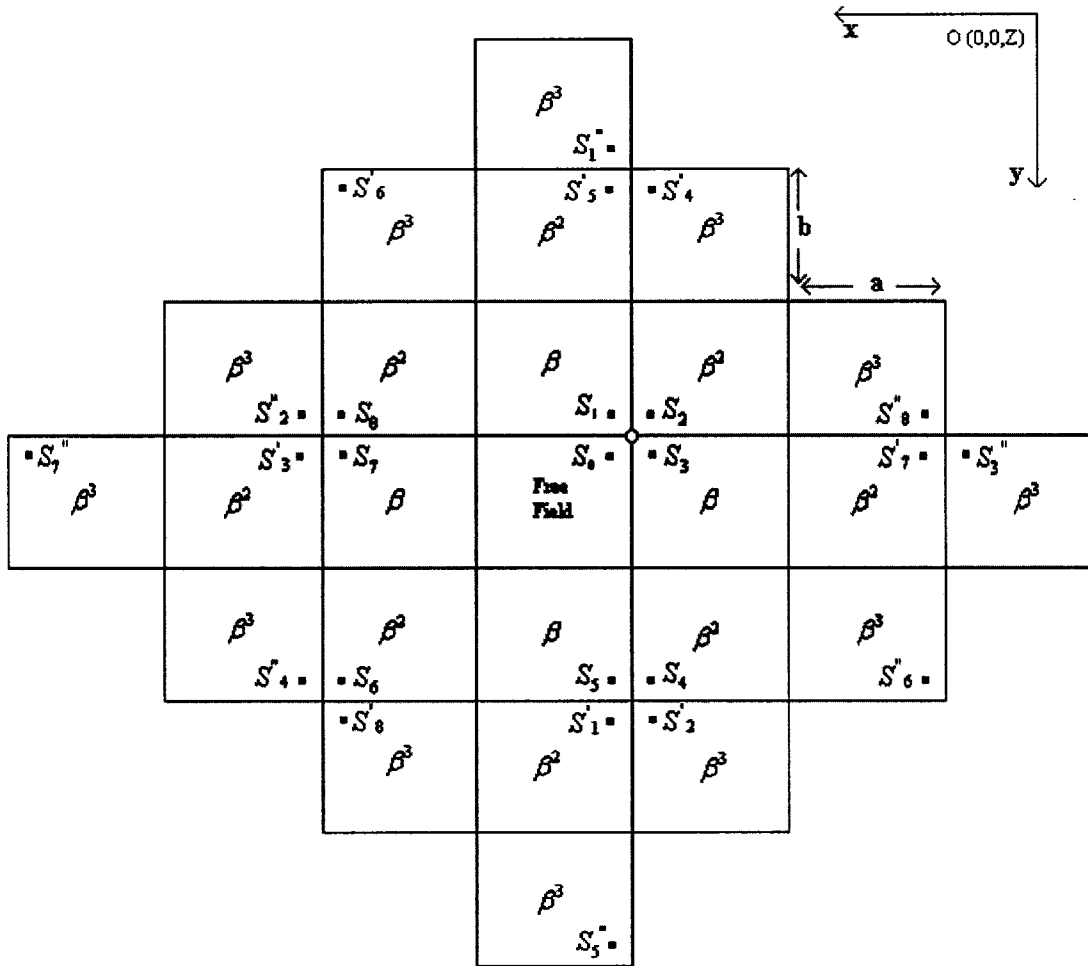 x O (0,0,Z)
β³
S₁"
y
S'₆ S'₅ S'₄
β³ β² β³
b
a
β³ β² β β² β³
S"₂ S₈ S₁ S₂ S"₈
S₇" S'₃ S₇ S₀ S₃ S'₇ S₃"
Free
Field
β³ β² β β β² β³
β³ β² β β² β³
S"₄ S₆ S₅ S₄ S"₆
S'₈ S'₁ S'₂
β³ β² β³
β³
S₅"